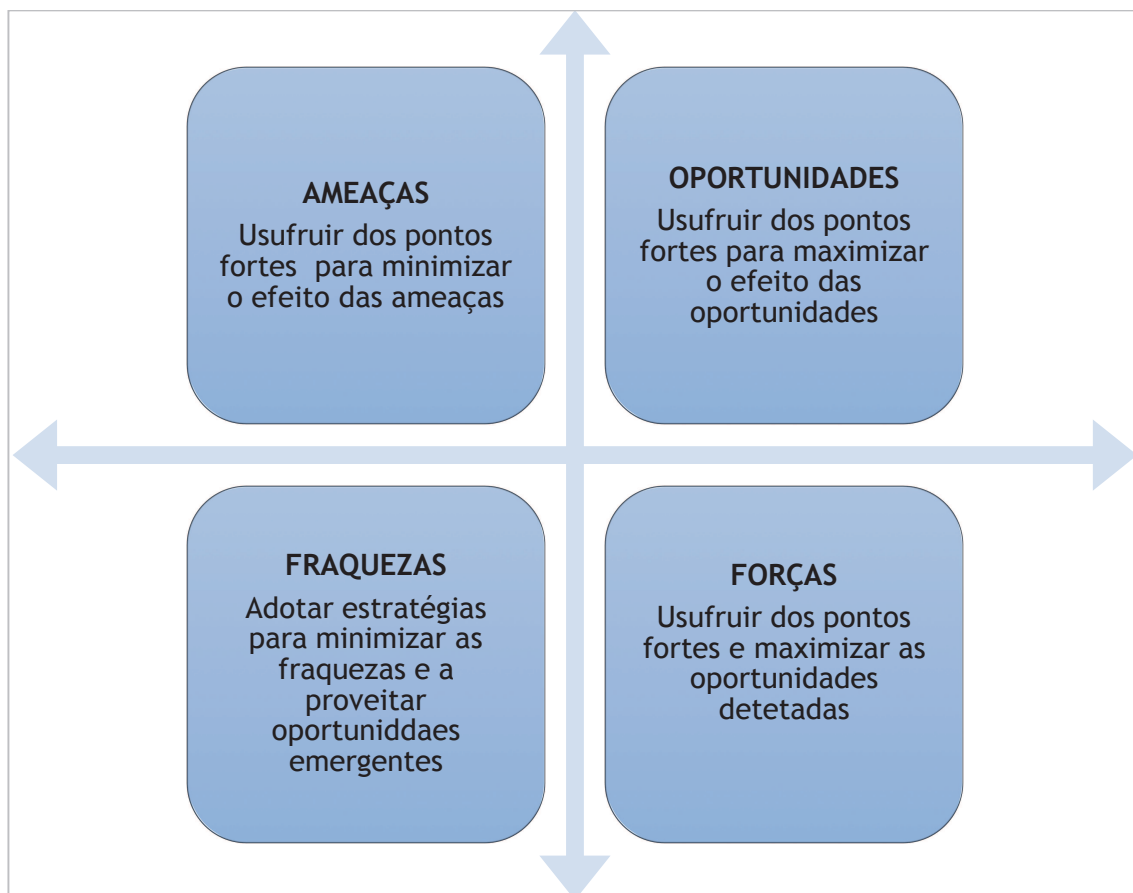 AMEAÇAS
Usufruir dos pontos
fortes  para minimizar
o efeito das ameaças
OPORTUNIDADES
Usufruir dos pontos
fortes para maximizar
o efeito das
oportunidades
FRAQUEZAS
Adotar estratégias
para minimizar as
fraquezas e a
proveitar
oportuniddaes
emergentes
FORÇAS
Usufruir dos pontos
fortes e maximizar as
oportunidades
detetadas